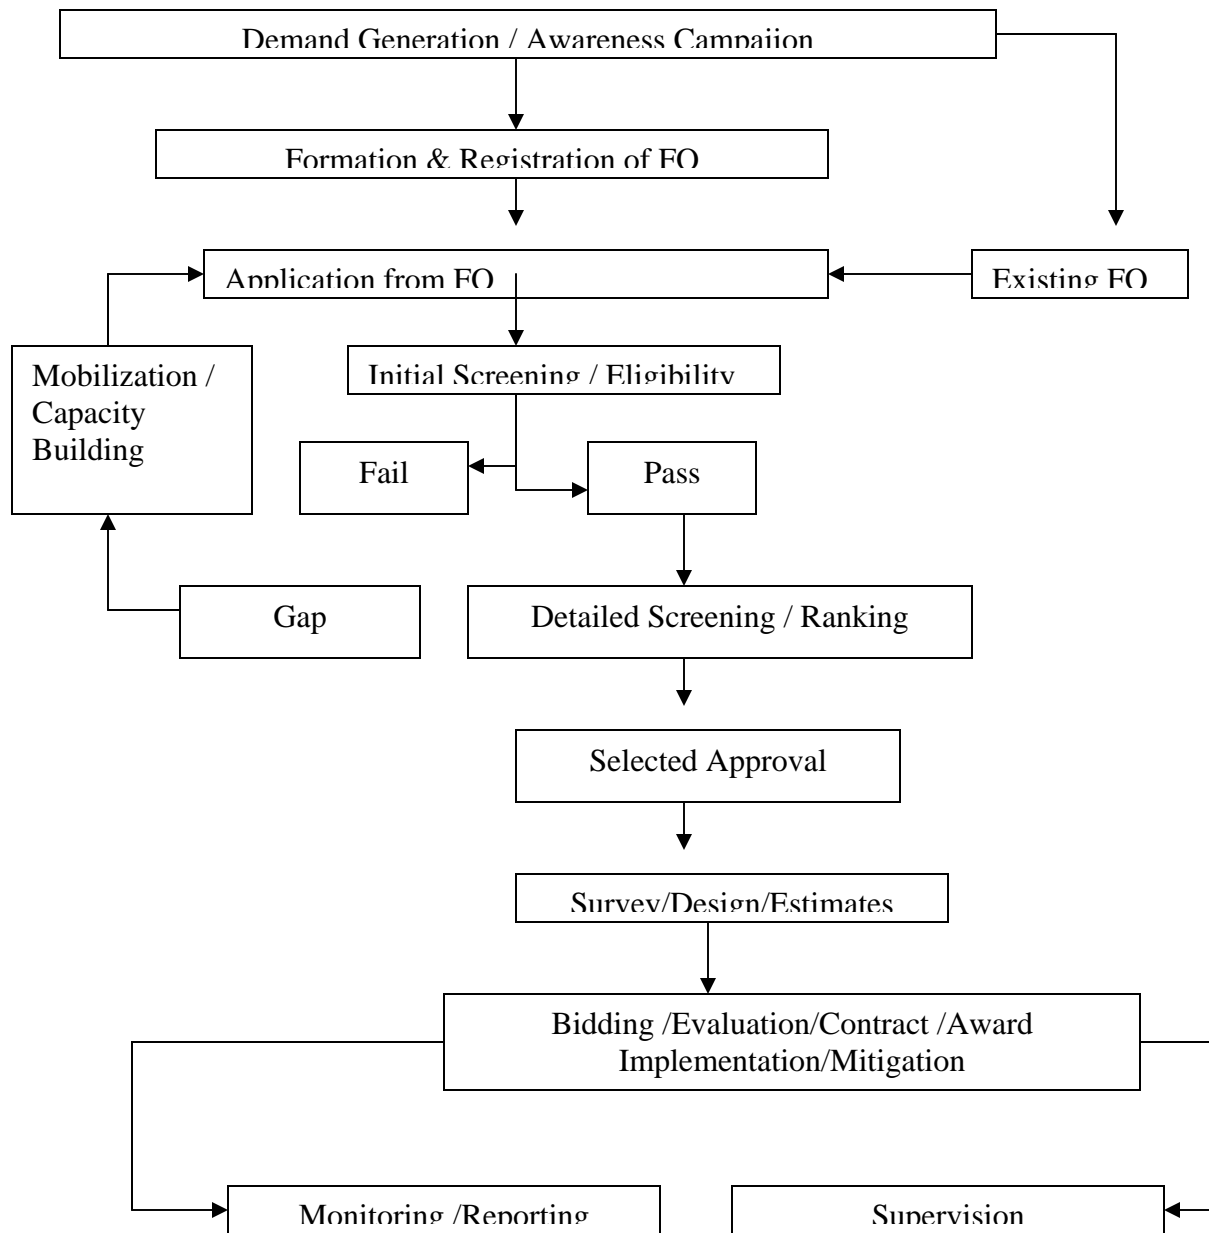 Demand Generation / Awareness Campaijon
Formation & Registration of FO
Application from FO
Existing FO
Mobilization /
Capacity
Building
Initial Screening / Eligibility
Fail
Pass
Gap
Detailed Screening / Ranking
Selected Approval
Survey/Design/Estimates
Bidding /Evaluation/Contract /Award
Implementation/Mitigation
Monitoring /Reporting
Supervision